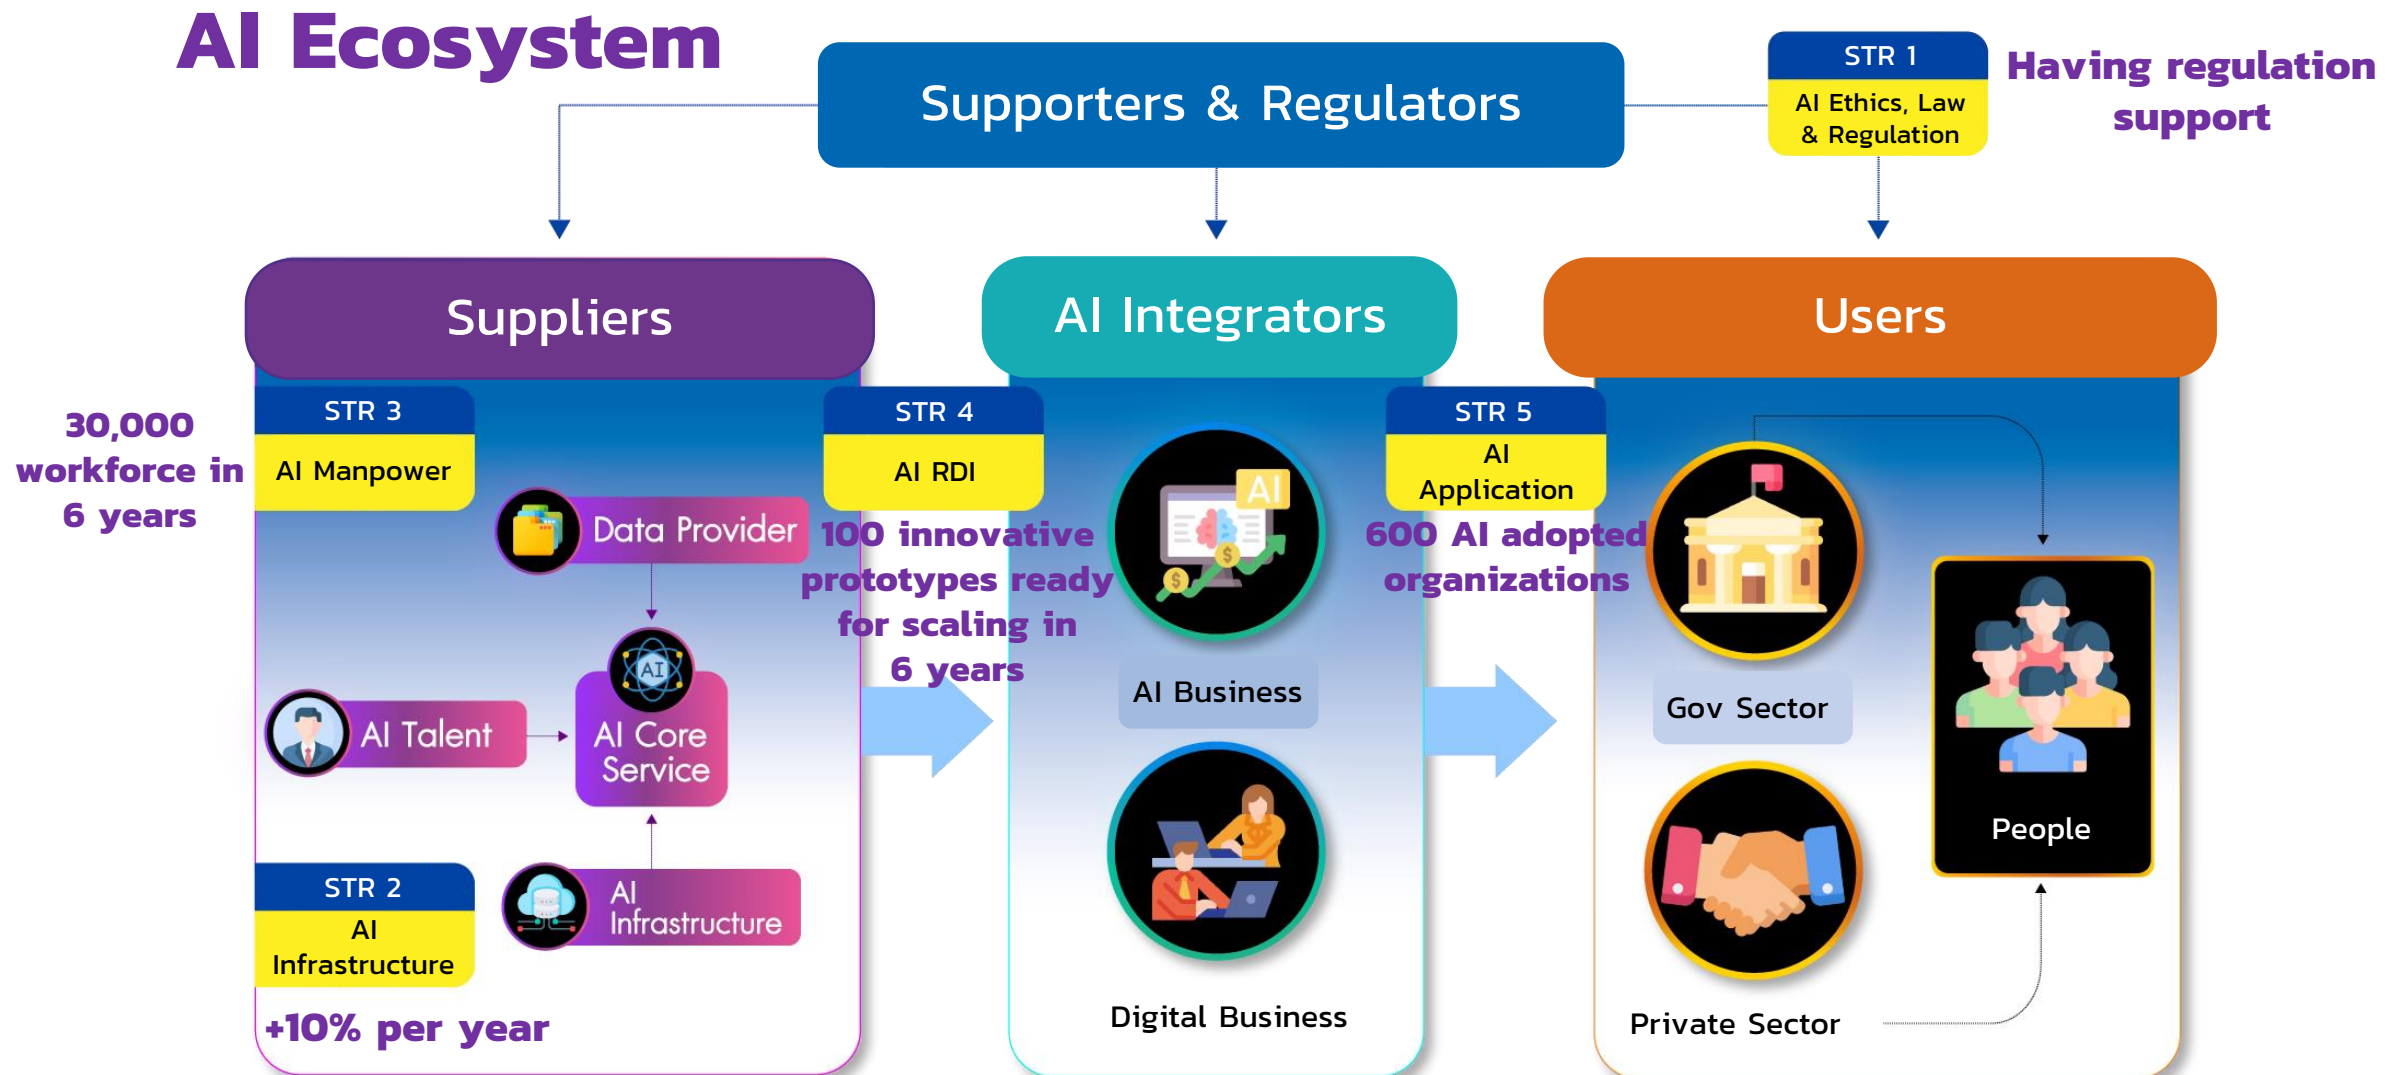 AI Ecosystem
Supporters & Regulators
STR 1
AI Ethics, Law
& Regulation
Having regulation
support
Suppliers
STR 3
AI Manpower
30,000
workforce in
6 years
Data Provider
AI Talent
AI
AI Core
Service
STR 2
AI
Infrastructure
+10% per year
AI
Infrastructure
STR 4
AI RDI
100 innovative
prototypes ready
for scaling in
6 years
AI Integrators
AI
$
$
AI Business
Digital Business
STR 5
AI
Application
600 AI adopted
organizations
Users
Gov Sector
Private Sector
People